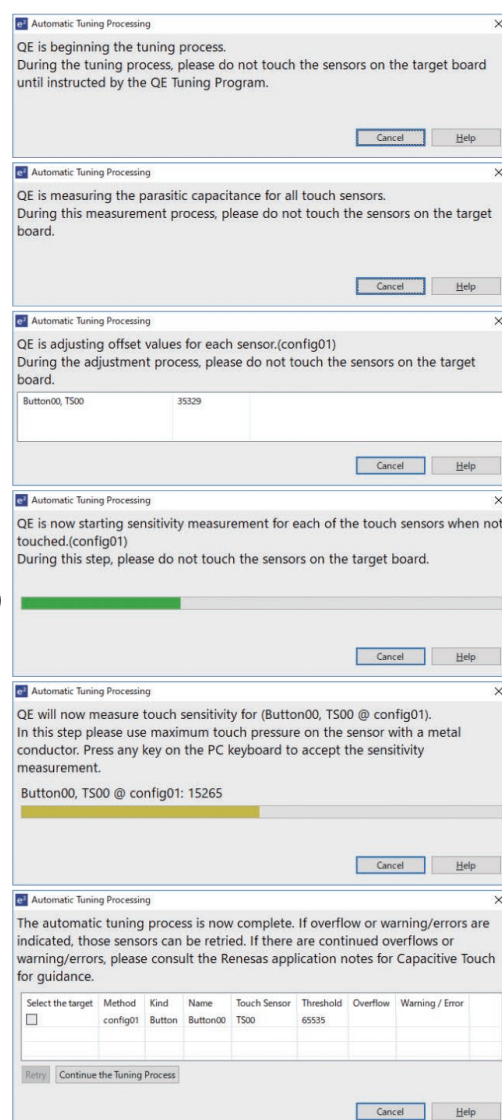 e² Automatic Tuning Processing
QE is beginning the tuning process.
During the tuning process, please do not touch the sensors on the target board
until instructed by the QE Tuning Program.
Cancel Help
e² Automatic Tuning Processing
QE is measuring the parasitic capacitance for all touch sensors.
During this measurement process, please do not touch the sensors on the target
board.
Cancel Help
e² Automatic Tuning Processing
QE is adjusting offset values for each sensor.(config01)
During the adjustment process, please do not touch the sensors on the target
board.
Button00, TS00 35329
Cancel Help
e² Automatic Tuning Processing
QE is now starting sensitivity measurement for each of the touch sensors when not
touched.(config01)
During this step, please do not touch the sensors on the target board.
Cancel Help
e² Automatic Tuning Processing
QE will now measure touch sensitivity for (Button00, TS00 @ config01).
In this step please use maximum touch pressure on the sensor with a metal
conductor. Press any key on the PC keyboard to accept the sensitivity
measurement.
Button00, TS00 @ config01: 15265
Cancel Help
e² Automatic Tuning Processing
The automatic tuning process is now complete. If overflow or warning/errors are
indicated, those sensors can be retried. If there are continued overflows or
warning/errors, please consult the Renesas application notes for Capacitive Touch
for guidance.
Select the target Method Kind Name Touch Sensor Threshold Overflow Warning / Error
config01 Button Button00 TS00 65535
Retry Continue the Tuning Process
Cancel Help